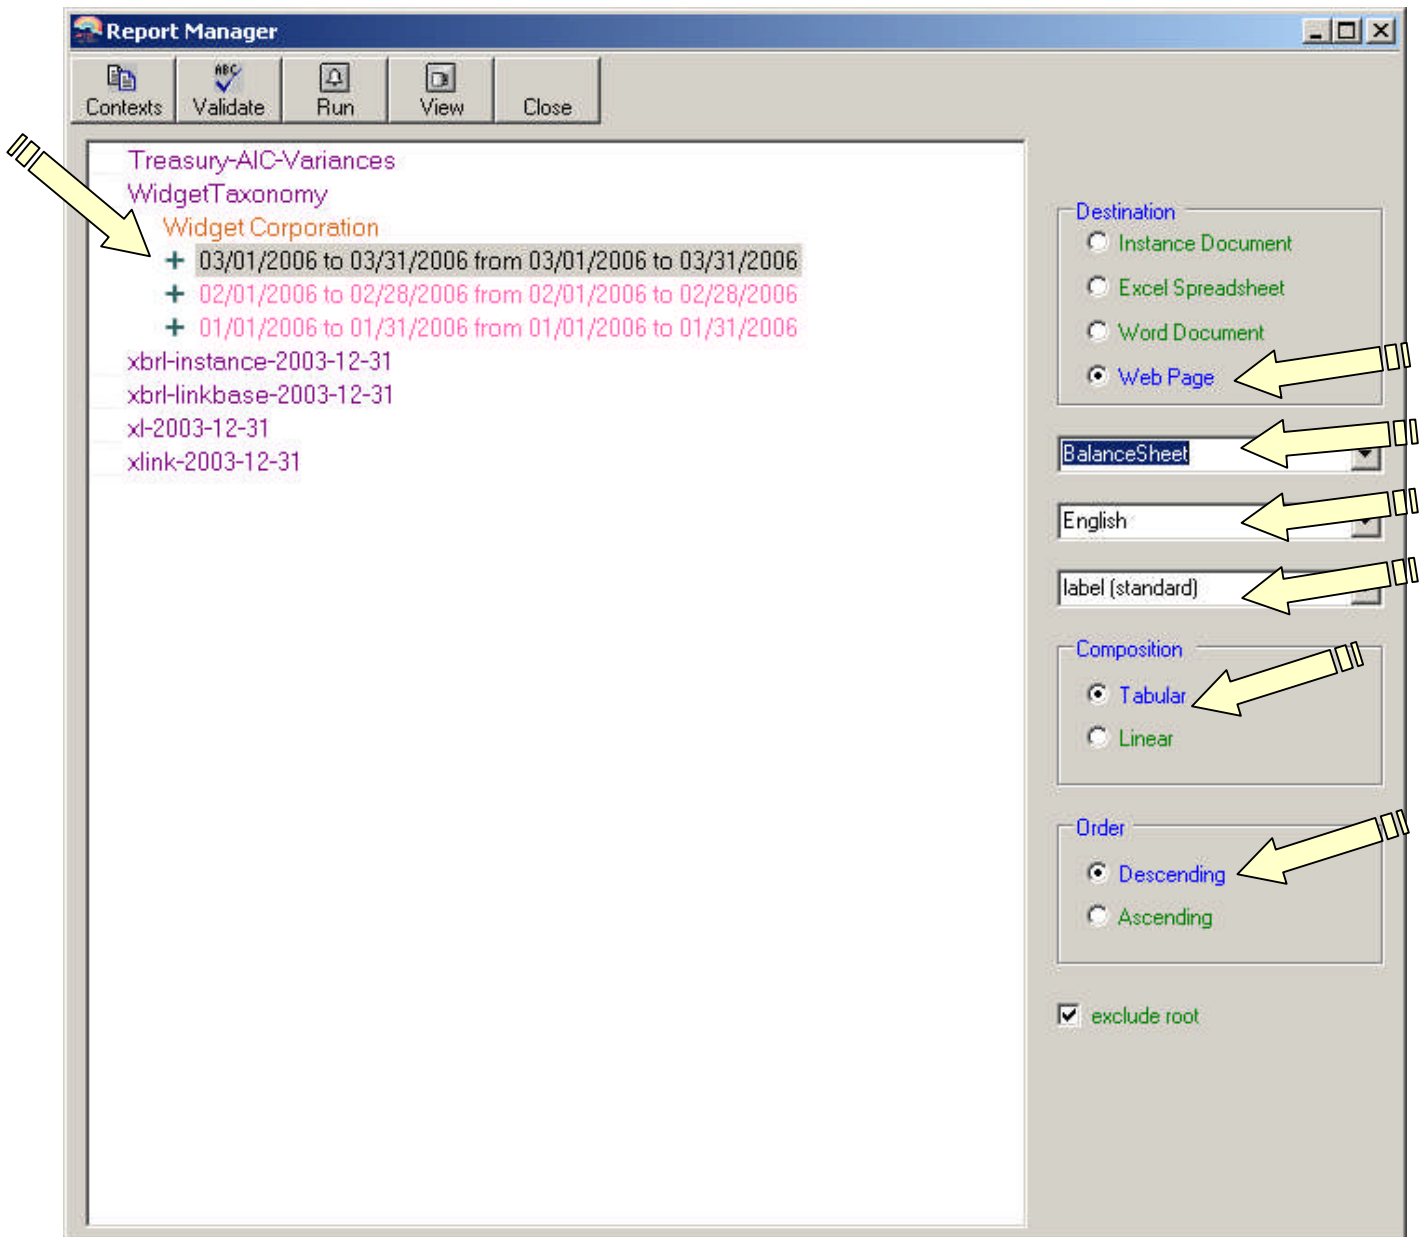 Report Manager
Contexts Validate Run View Close
Treasury-AIC-Variances
WidgetTaxonomy
Widget Corporation
03/01/2006 to 03/31/2006 from 03/01/2006 to 03/31/2006
02/01/2006 to 02/28/2006 from 02/01/2006 to 02/28/2006
01/01/2006 to 01/31/2006 from 01/01/2006 to 01/31/2006
xbrl-instance-2003-12-31
xbrl-linkbase-2003-12-31
xl-2003-12-31
xlink-2003-12-31
Destination
Instance Document
Excel Spreadsheet
Word Document
Web Page
BalanceSheet
English
label (standard)
Composition
Tabular
Linear
Order
Descending
Ascending
exclude root